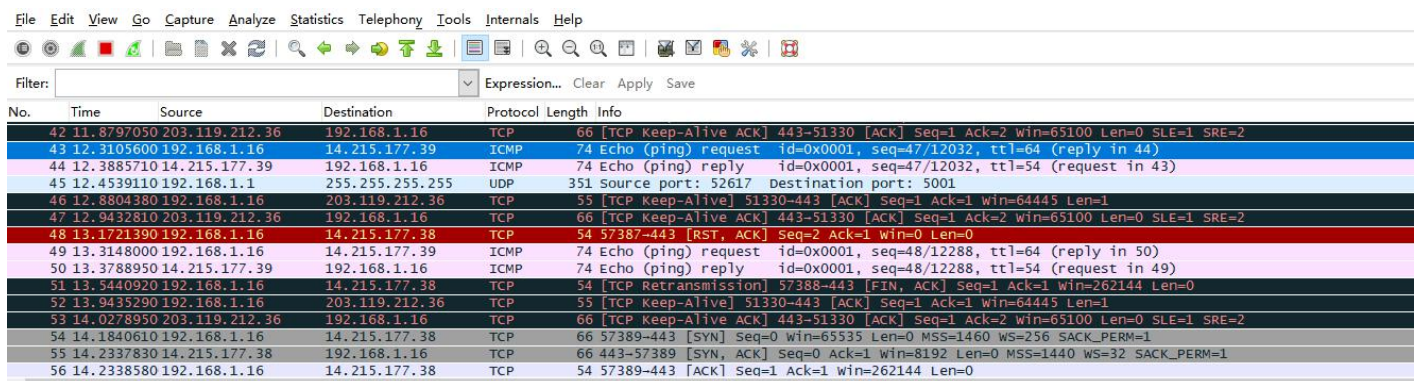 File Edit View Go Capture Analyze Statistics Telephony Tools Internals Help
Filter: Expression... Clear Apply Save
No. Time Source Destination Protocol Length Info
42 11.8797050 203.119.212.36 192.168.1.16 TCP 66 [TCP Keep-Alive ACK] 443→51330 [ACK] Seq=1 Ack=2 Win=65100 Len=0 SLE=1 SRE=2
43 12.3105600 192.168.1.16 14.215.177.39 ICMP 74 Echo (ping) request id=0x0001, seq=47/12032, ttl=64 (reply in 44)
44 12.3885710 14.215.177.39 192.168.1.16 ICMP 74 Echo (ping) reply id=0x0001, seq=47/12032, ttl=54 (request in 43)
45 12.4539110 192.168.1.1 255.255.255.255 UDP 351 Source port: 52617 Destination port: 5001
46 12.8804380 192.168.1.16 203.119.212.36 TCP 55 [TCP Keep-Alive] 51330→443 [ACK] Seq=1 Ack=1 Win=64445 Len=1
47 12.9432810 203.119.212.36 192.168.1.16 TCP 66 [TCP Keep-Alive ACK] 443→51330 [ACK] Seq=1 Ack=2 Win=65100 Len=0 SLE=1 SRE=2
48 13.1721390 192.168.1.16 14.215.177.38 TCP 54 57387→443 [RST, ACK] Seq=2 Ack=1 Win=0 Len=0
49 13.3148000 192.168.1.16 14.215.177.39 ICMP 74 Echo (ping) request id=0x0001, seq=48/12288, ttl=64 (reply in 50)
50 13.3788950 14.215.177.39 192.168.1.16 ICMP 74 Echo (ping) reply id=0x0001, seq=48/12288, ttl=54 (request in 49)
51 13.5440920 192.168.1.16 14.215.177.38 TCP 54 [TCP Retransmission] 57388→443 [FIN, ACK] Seq=1 Ack=1 Win=262144 Len=0
52 13.9435290 192.168.1.16 203.119.212.36 TCP 55 [TCP Keep-Alive] 51330→443 [ACK] Seq=1 Ack=1 Win=64445 Len=1
53 14.0278950 203.119.212.36 192.168.1.16 TCP 66 [TCP Keep-Alive ACK] 443→51330 [ACK] Seq=1 Ack=2 Win=65100 Len=0 SLE=1 SRE=2
54 14.1840610 192.168.1.16 14.215.177.38 TCP 66 57389→443 [SYN] Seq=0 Win=65535 Len=0 MSS=1460 WS=256 SACK_PERM=1
55 14.2337830 14.215.177.38 192.168.1.16 TCP 66 443→57389 [SYN, ACK] Seq=0 Ack=1 Win=8192 Len=0 MSS=1440 WS=32 SACK_PERM=1
56 14.2338580 192.168.1.16 14.215.177.38 TCP 54 57389→443 [ACK] Seq=1 Ack=1 Win=262144 Len=0